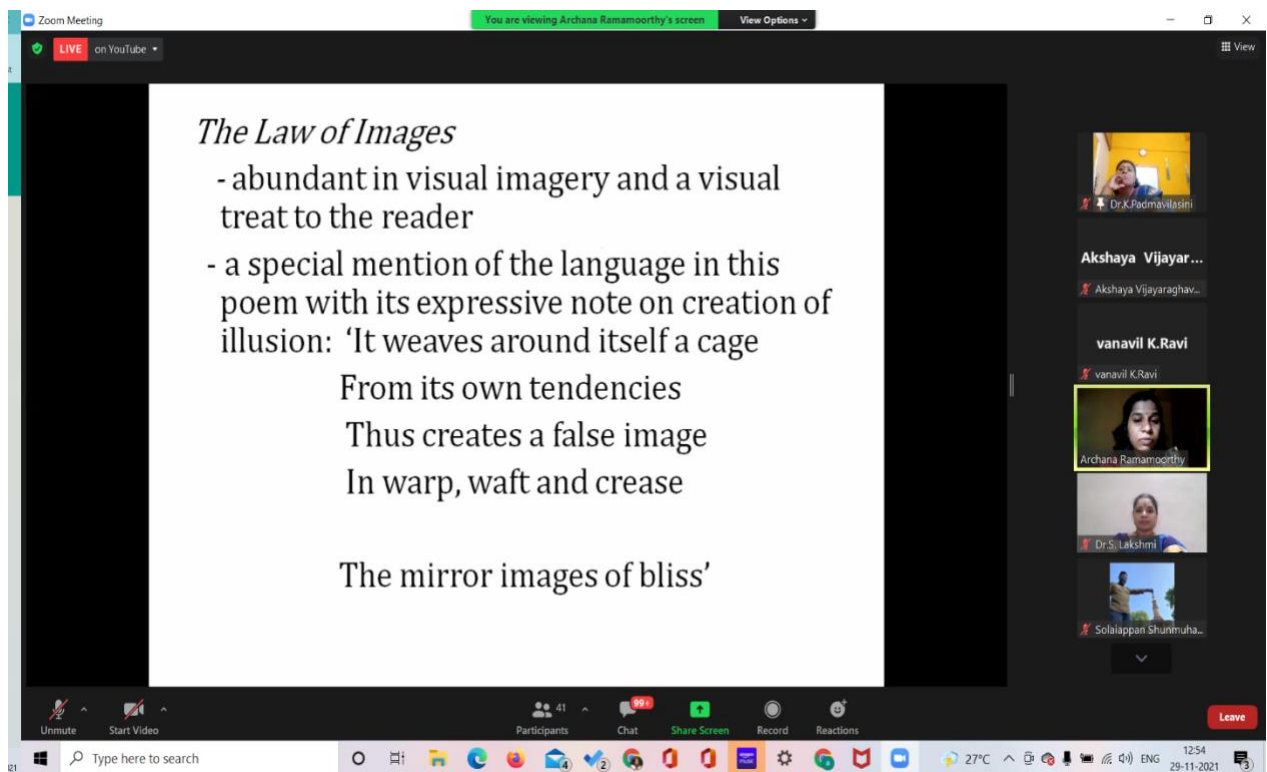 Zoom Meeting
You are viewing Archana Ramamoorthy's screen
View Options
LIVE on YouTube
View
The Law of Images
- abundant in visual imagery and a visual
treat to the reader
- a special mention of the language in this
poem with its expressive note on creation of
illusion: ‘It weaves around itself a cage
From its own tendencies
Thus creates a false image
In warp, waft and crease
The mirror images of bliss’
Dr.K.Padmavilasini
Akshaya Vijayar...
Akshaya Vijayaraghav...
vanavil K.Ravi
vanavil K.Ravi
Archana Ramamoorthy
Dr.S. Lakshmi
Solaiappan Shunmuha...
Unmute
Start Video
41
Participants
99+
Chat
Share Screen
Record
Reactions
Leave
Type here to search
4
2
27°C
ENG
12:54
29-11-2021
3